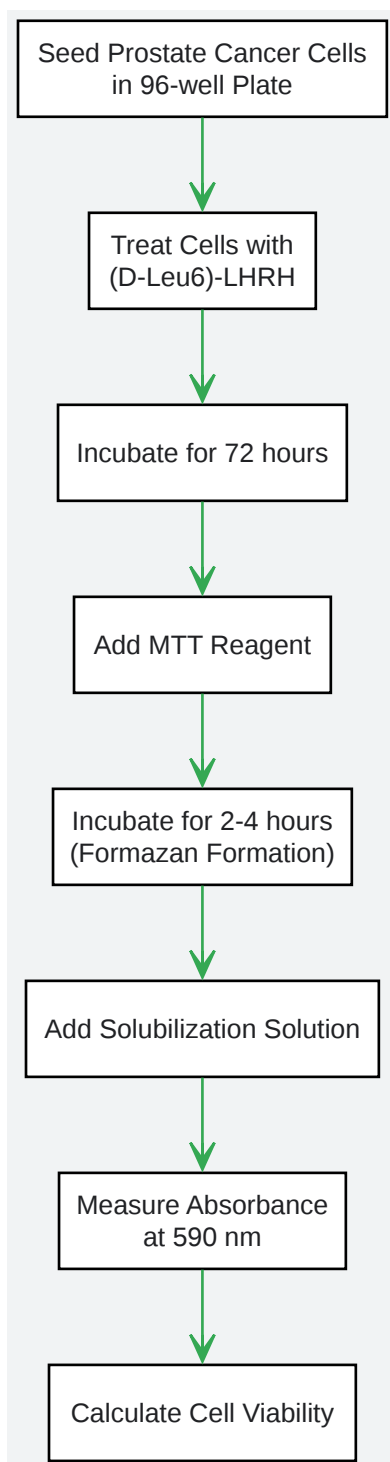 Seed Prostate Cancer Cells
in 96-well Plate
Treat Cells with
(D-Leu6)-LHRH
Incubate for 72 hours
Add MTT Reagent
Incubate for 2-4 hours
(Formazan Formation)
Add Solubilization Solution
Measure Absorbance
at 590 nm
Calculate Cell Viability